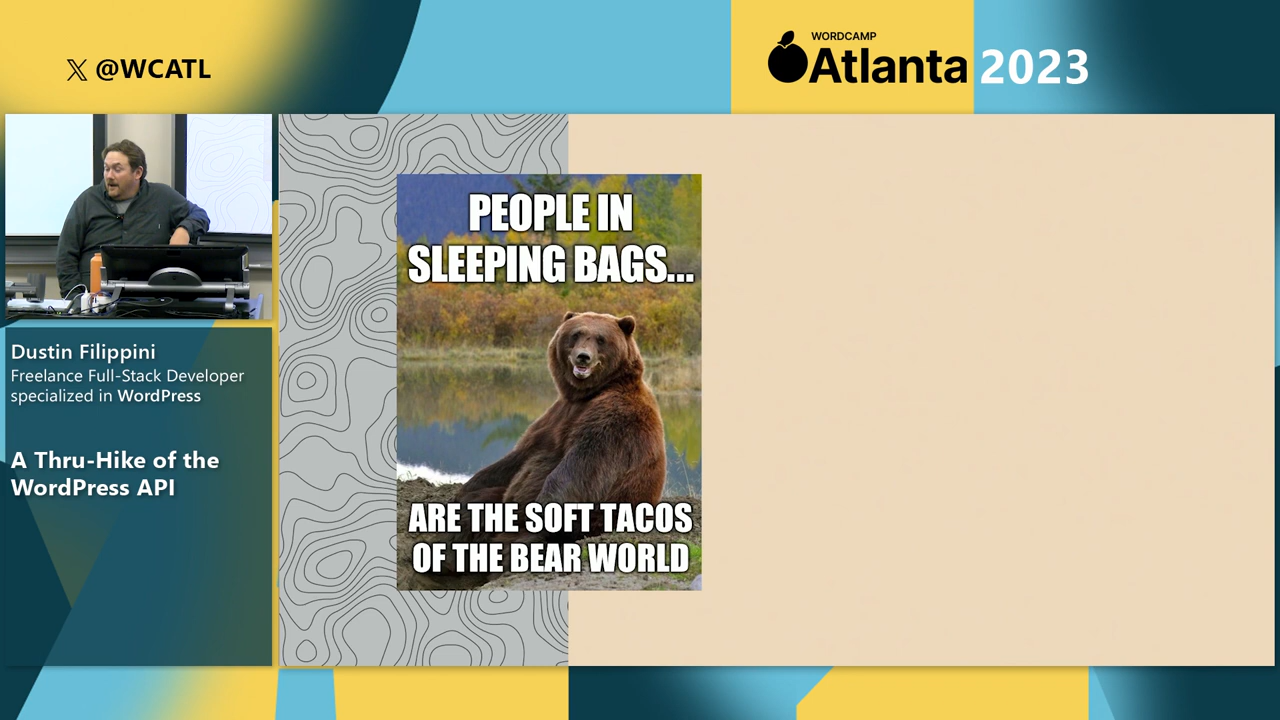 𝕏 @WCATL
WORDCAMP
Atlanta 2023
Dustin Filippini
Freelance Full-Stack Developer
specialized in WordPress
A Thru-Hike of the
WordPress API
PEOPLE IN
SLEEPING BAGS...
ARE THE SOFT TACOS
OF THE BEAR WORLD